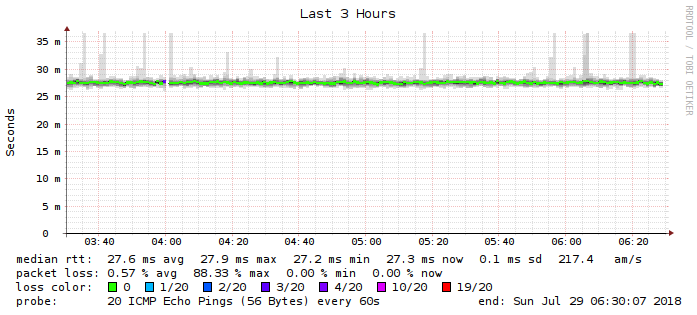 Last 3 Hours
RRDTOOL / TOBI OETIKER
Seconds
35 m
30 m
25 m
20 m
15 m
10 m
5 m
0
03:40 04:00 04:20 04:40 05:00 05:20 05:40 06:00 06:20
median rtt: 27.6 ms avg 27.9 ms max 27.2 ms min 27.3 ms now 0.1 ms sd 217.4 am/s
packet loss: 0.57 % avg 88.33 % max 0.00 % min 0.00 % now
loss color: 0 1/20 2/20 3/20 4/20 10/20 19/20
probe: 20 ICMP Echo Pings (56 Bytes) every 60s end: Sun Jul 29 06:30:07 2018